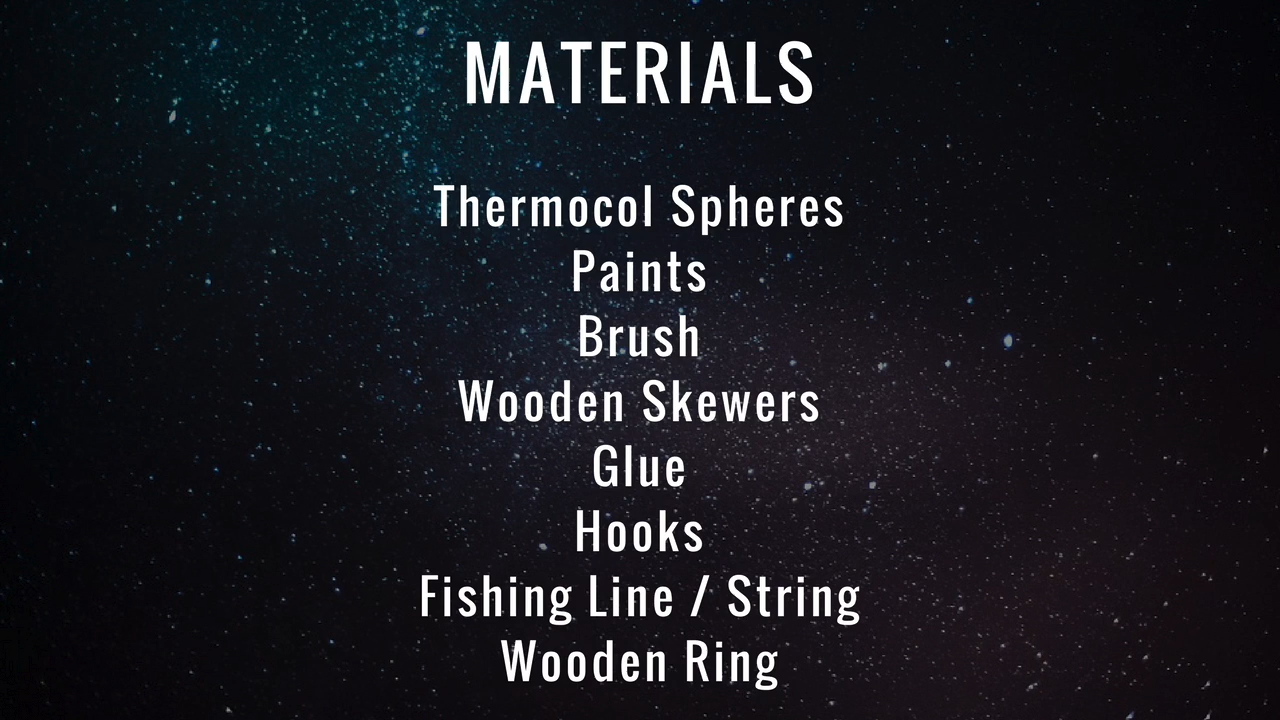 MATERIALS
Thermocol Spheres
Paints
Brush
Wooden Skewers
Glue
Hooks
Fishing Line / String
Wooden Ring